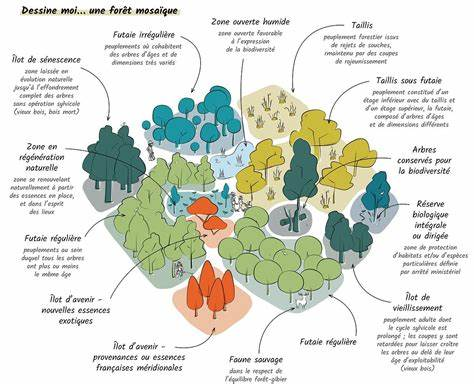 Dessine moi... une forêt mosaïque
Futaie irrégulière
peuplements où cohabitent
des arbres d'âges et de
dimensions très variés
Zone ouverte humide
zone ouverte favorable
à l'expression
de la biodiversité
Taillis
peuplement forestier issus
de rejets de souches,
maintenu par des coupes
de rajeunissement
Îlot de sénescence
zone laissée en
évolution naturelle
jusqu'à l'effondrement
complet des arbres
sans opération sylvicole
(vieux bois, bois mort)
Taillis sous futaie
peuplement constitué d'un
étage inférieur avec du taillis et
d'un étage supérieur, la futaie,
composé d'arbres d'âges
et de dimensions différents
Zone en
régénération
naturelle
zone se renouvelant
naturellement à partir
des essences en place,
et dans l'esprit
des lieux
Arbres
conservés pour la
biodiversité
Réserve
biologique
intégrale
ou dirigée
zone de protection
d'habitats et/ou d'espèces
particulières définie
par arrêté ministériel
Futaie régulière
peuplements au sein
duquel tous les arbres
ont plus ou moins
le même âge
Îlot d'avenir -
nouvelles essences
exotiques
Îlot de
vieillissement
peuplement adulte dont
le cycle sylvicole est
prolongé ; les coupes y sont
retardées pour laisser croître
les arbres au delà de leur
âge d'exploitabilité
(vieux bois)
Îlot d'avenir -
provenances ou essences
françaises méridionales
Faune sauvage
dans le respect de
l'équilibre forêt-gibier
Futaie régulière